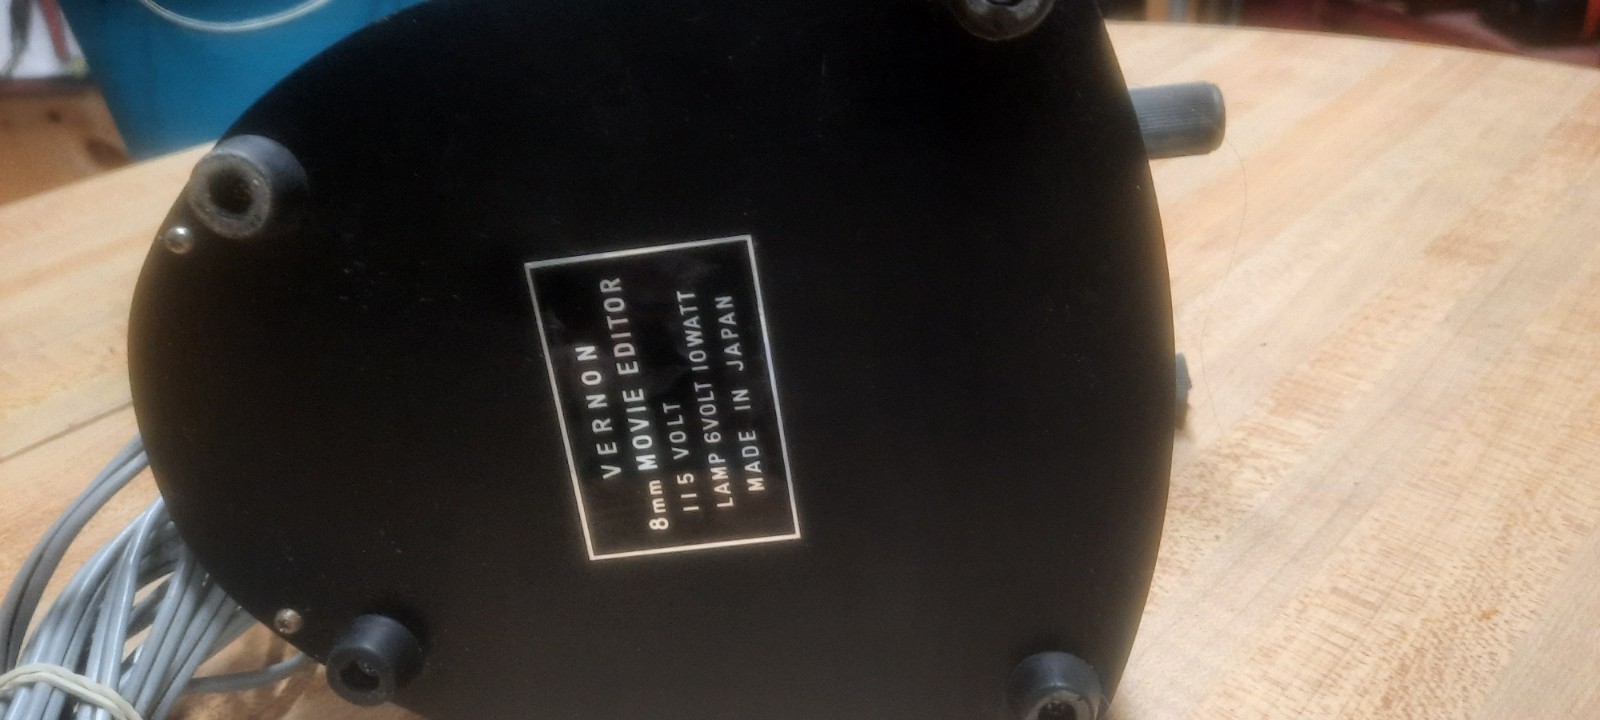 VERNON
8mm MOVIE EDITOR
115 VOLT
LAMP 6VOLT 10WATT
MADE IN JAPAN